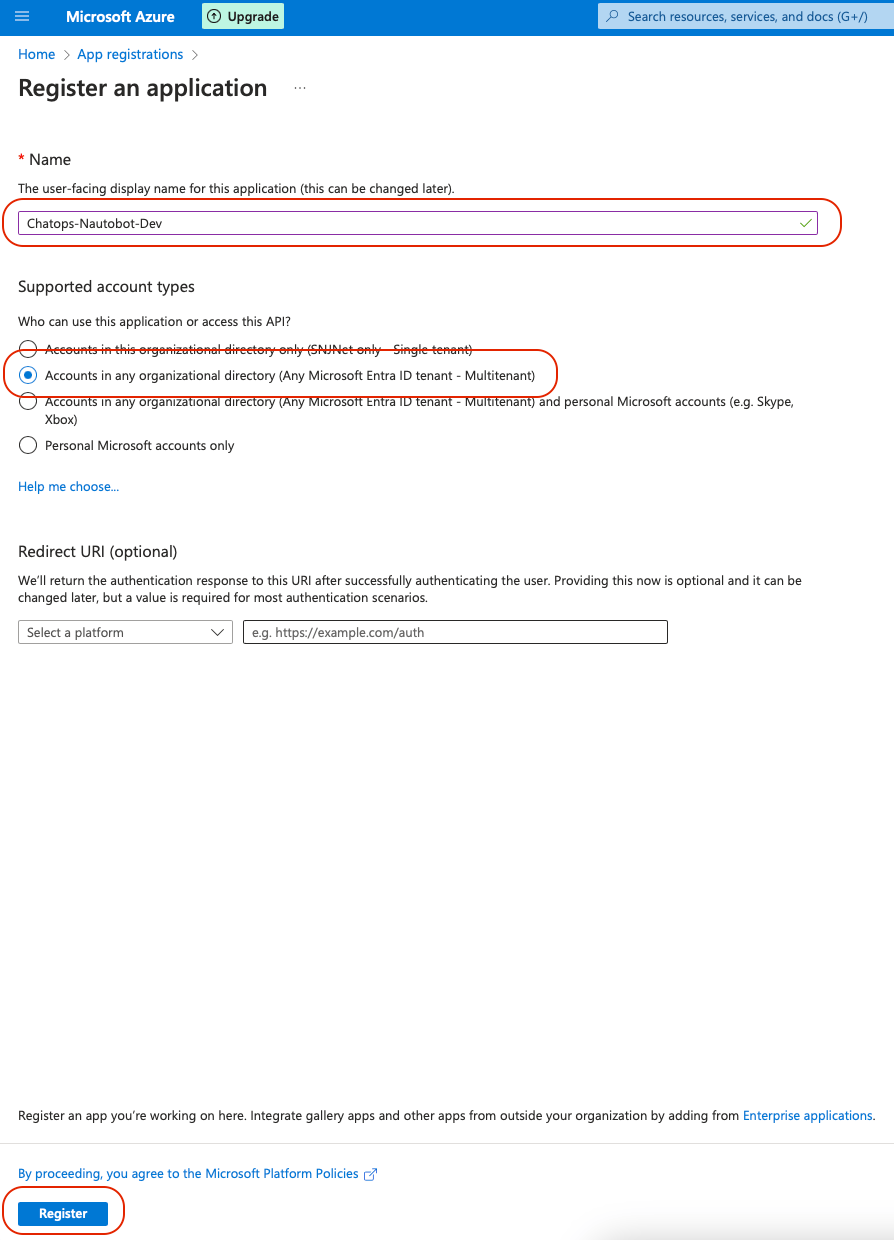 Microsoft Azure
Upgrade
Search resources, services, and docs (G+/)
Home > App registrations >
Register an application ...
* Name
The user-facing display name for this application (this can be changed later).
Chatops-Nautobot-Dev
Supported account types
Who can use this application or access this API?
Accounts in this organizational directory only (SNJNet only - Single tenant)
Accounts in any organizational directory (Any Microsoft Entra ID tenant - Multitenant)
Accounts in any organizational directory (Any Microsoft Entra ID tenant - Multitenant) and personal Microsoft accounts (e.g. Skype,
Xbox)
Personal Microsoft accounts only
Help me choose...
Redirect URI (optional)
We'll return the authentication response to this URI after successfully authenticating the user. Providing this now is optional and it can be
changed later, but a value is required for most authentication scenarios.
Select a platform
e.g. https://example.com/auth
Register an app you're working on here. Integrate gallery apps and other apps from outside your organization by adding from Enterprise applications.
By proceeding, you agree to the Microsoft Platform Policies
Register